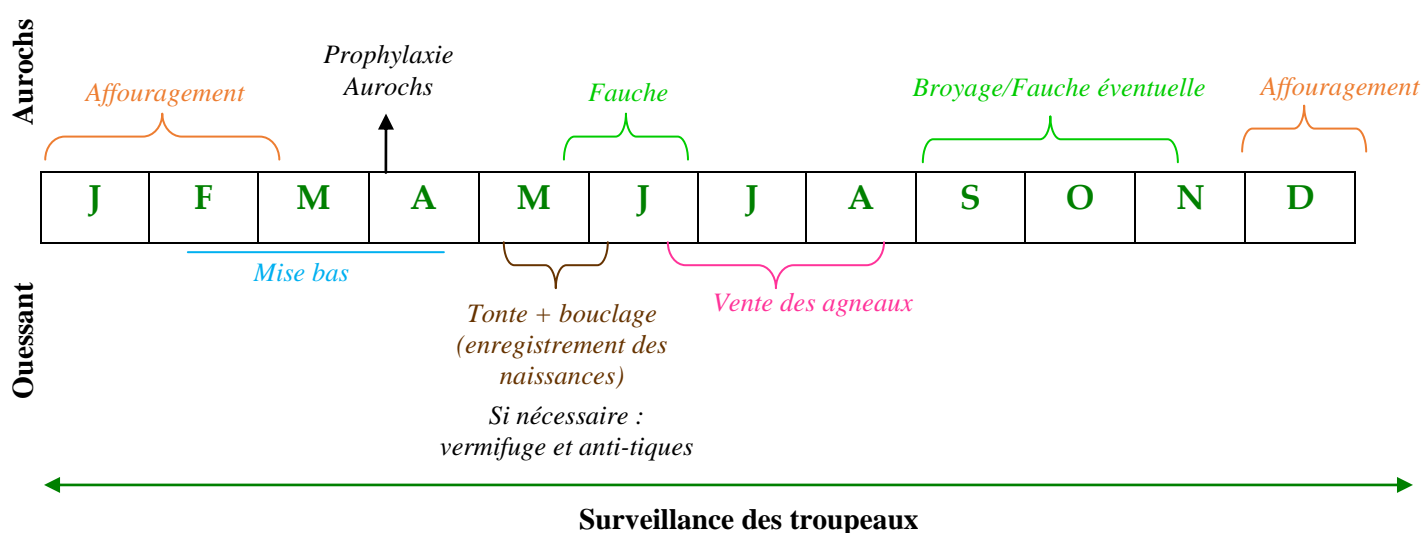 Aurochs
Prophylaxie
Aurochs
Affouragement
Fauche
Broyage/Fauche éventuelle
Affouragement
J F M A M J J A S O N D
Ouessant
Mise bas
Tonte + bouclage
(enregistrement des
naissances)
Vente des agneaux
Si nécessaire :
vermifuge et anti-tiques
Surveillance des troupeaux